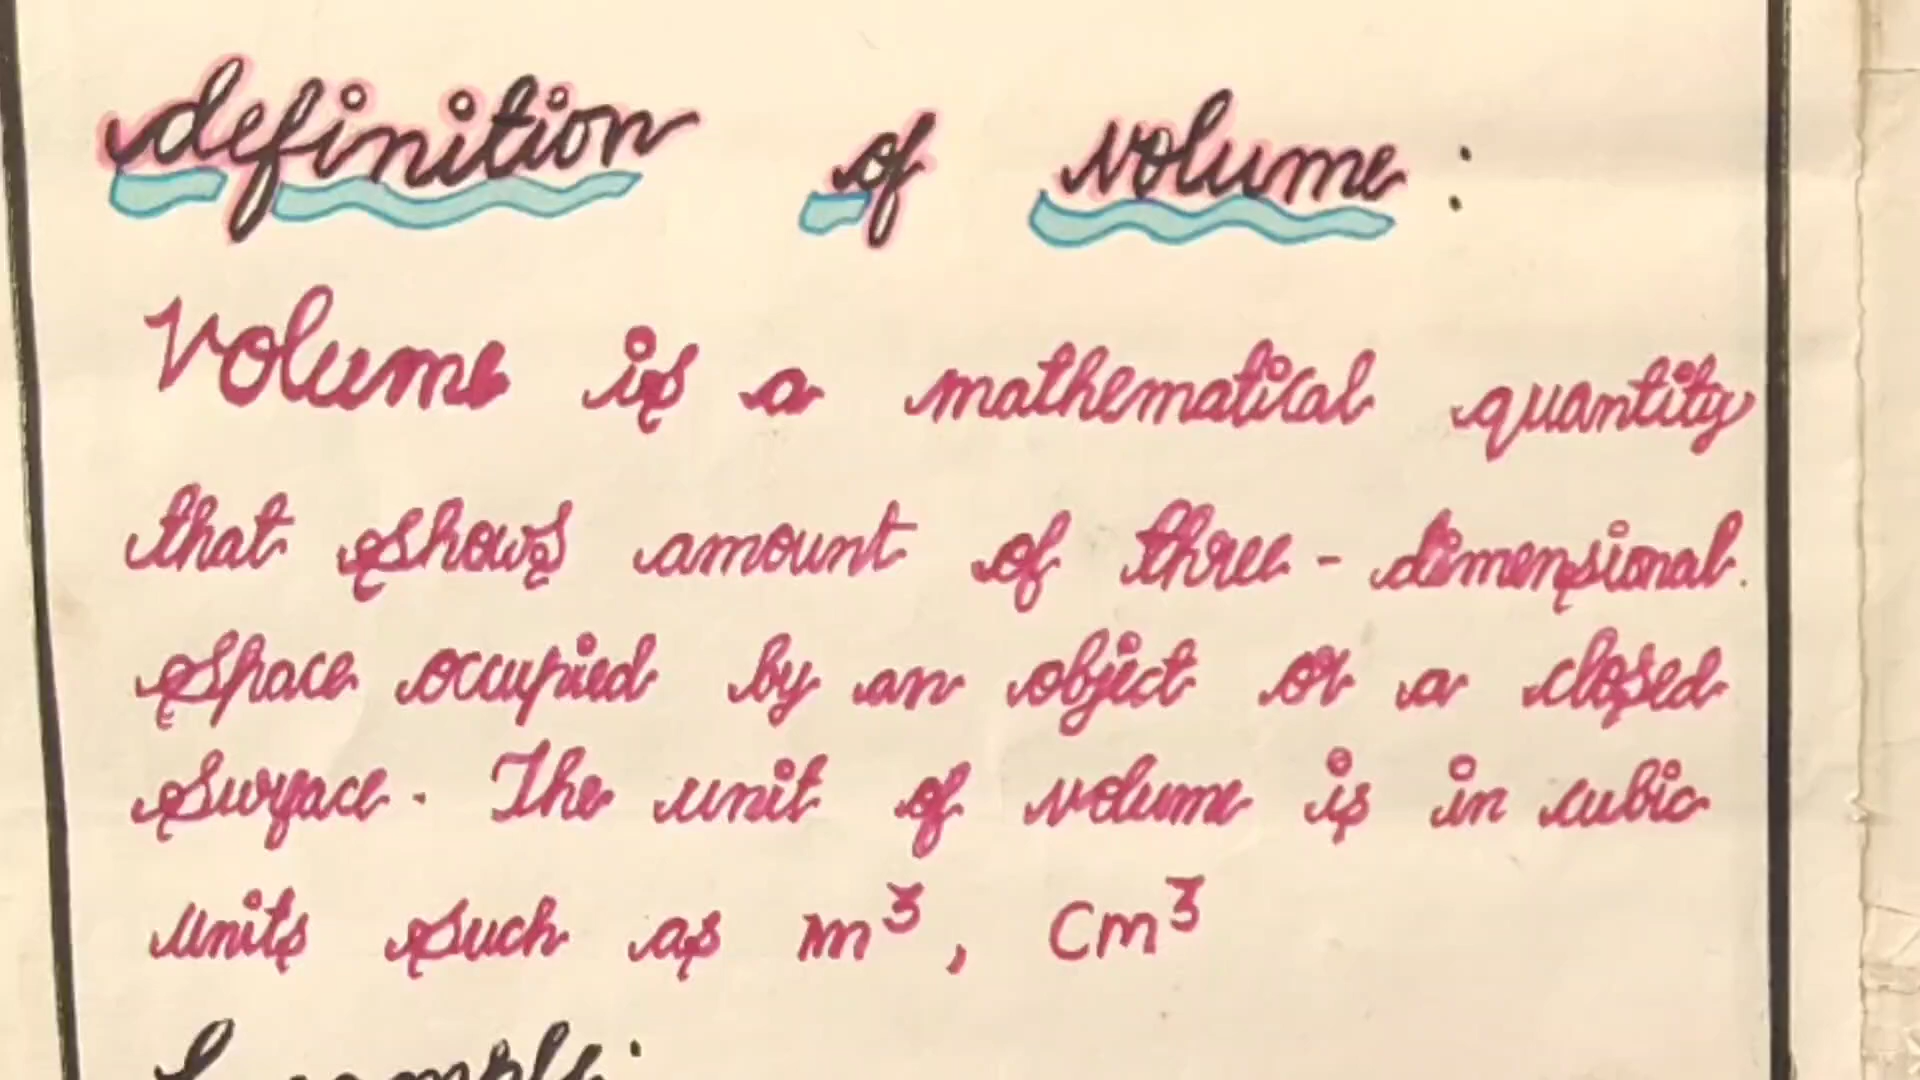 definition of volume :
Volume is a mathematical quantity
that shows amount of three - dimensional.
space occupied by an object or a closed
surface. The unit of volume is in cubic
units such as m³, Cm³
Example: